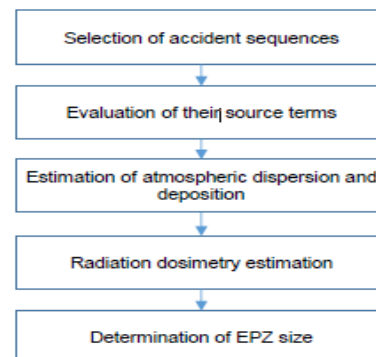 Selection of accident sequences
Evaluation of their source terms
Estimation of atmospheric dispersion and
deposition
Radiation dosimetry estimation
Determination of EPZ size